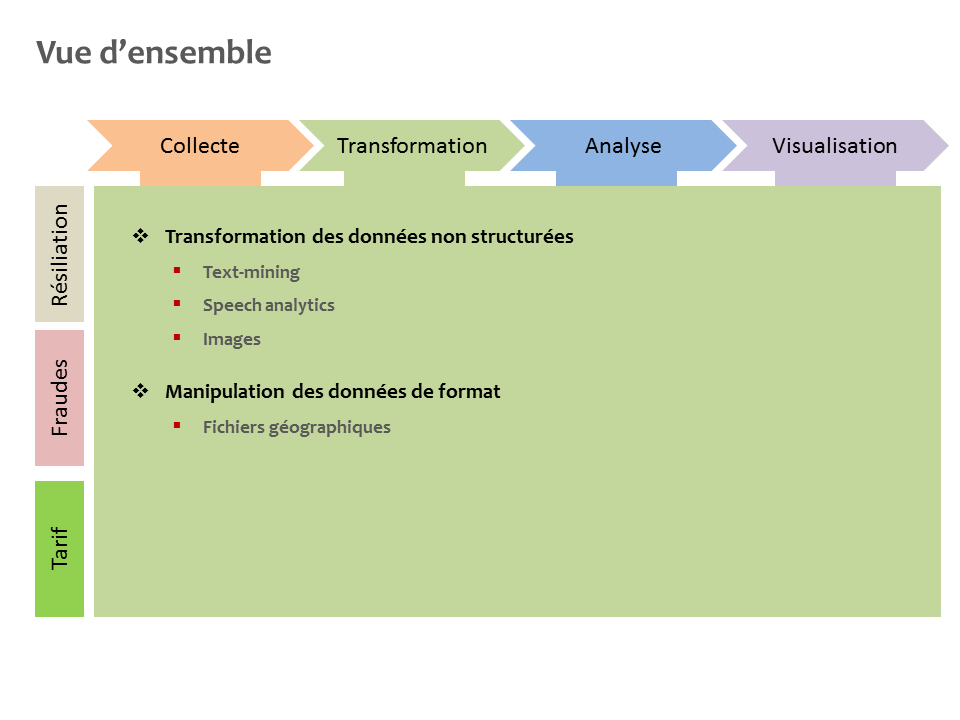 Vue d’ensemble
Collecte
Transformation
Analyse
Visualisation
Résiliation
Fraudes
Tarif
Transformation des données non structurées
Text-mining
Speech analytics
Images
Manipulation des données de format
Fichiers géographiques